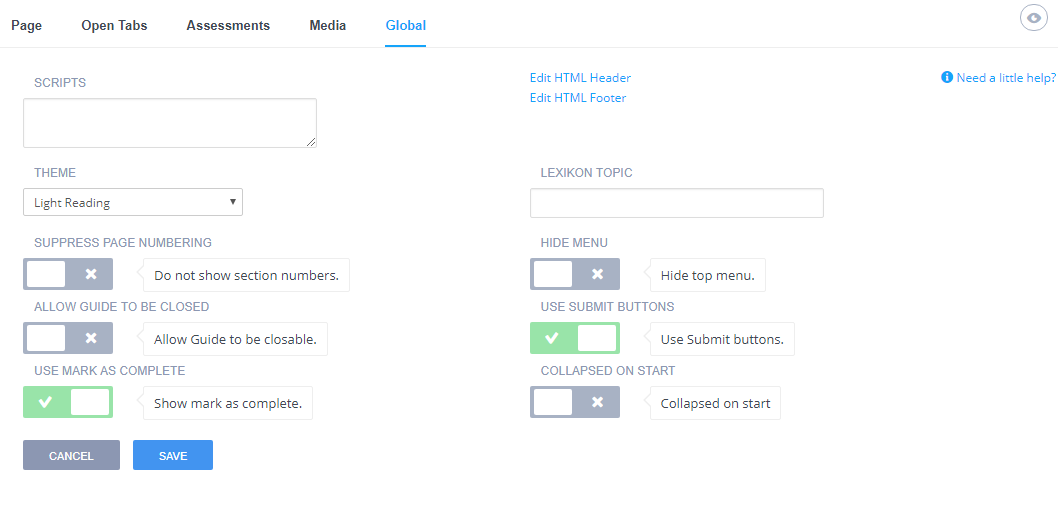 Page Open Tabs Assessments Media Global
SCRIPTS
Edit HTML Header
Edit HTML Footer
Need a little help?
THEME
Light Reading
LEXIKON TOPIC
SUPPRESS PAGE NUMBERING
Do not show section numbers.
HIDE MENU
Hide top menu.
ALLOW GUIDE TO BE CLOSED
Allow Guide to be closable.
USE SUBMIT BUTTONS
Use Submit buttons.
USE MARK AS COMPLETE
Show mark as complete.
COLLAPSED ON START
Collapsed on start
CANCEL SAVE